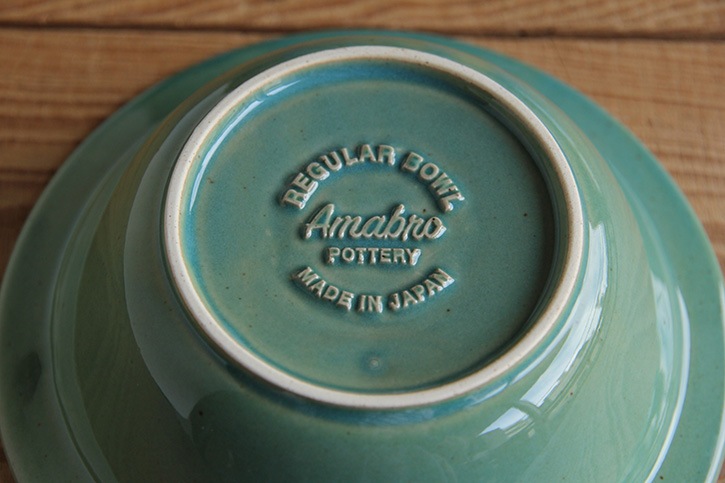 REGULAR BOWL
Amabro
POTTERY
MADE IN JAPAN